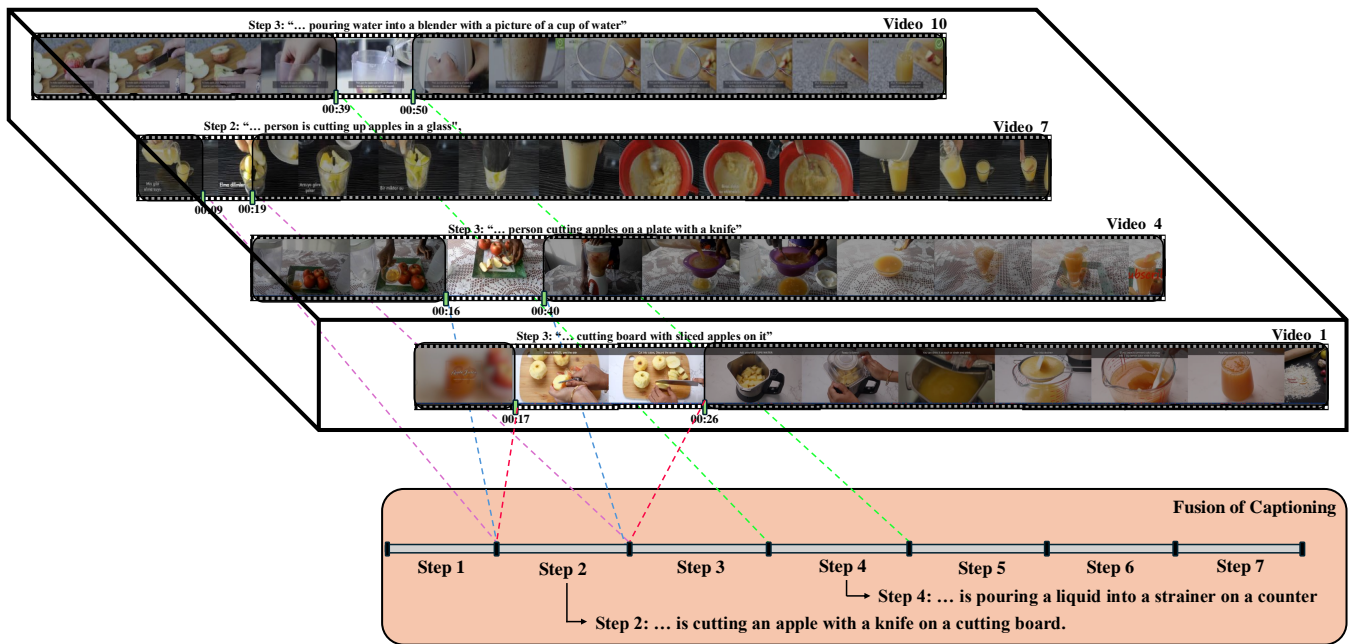 Step 3: “… pouring water into a blender with a picture of a cup of water”
Video 10
00:39
00:50
Step 2: “… person is cutting up apples in a glass”,
Video 7
00:09
00:19
Step 3: “… person cutting apples on a plate with a knife”
Video 4
00:16
00:40
Step 3: “… cutting board with sliced apples on it”
Video 1
00:17
00:26
Fusion of Captioning
Step 1
Step 2
Step 3
Step 4
Step 5
Step 6
Step 7
Step 4: … is pouring a liquid into a strainer on a counter
Step 2: … is cutting an apple with a knife on a cutting board.